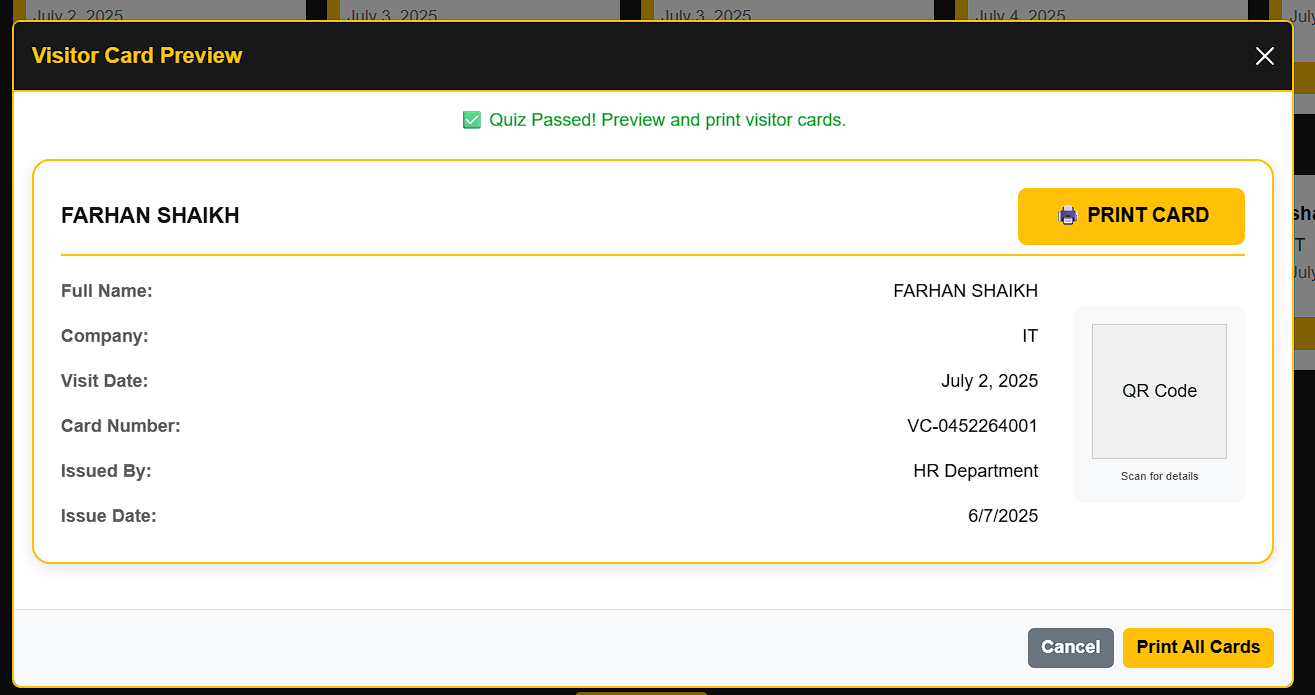 July 2, 2025 July 3, 2025 July 3, 2025 July 4, 2025 July
Visitor Card Preview
✅ Quiz Passed! Preview and print visitor cards.
FARHAN SHAIKH
PRINT CARD
Full Name: FARHAN SHAIKH
Company: IT
Visit Date: July 2, 2025
Card Number: VC-0452264001
Issued By: HR Department
Issue Date: 6/7/2025
QR Code
Scan for details
sha
IT
July
Cancel
Print All Cards